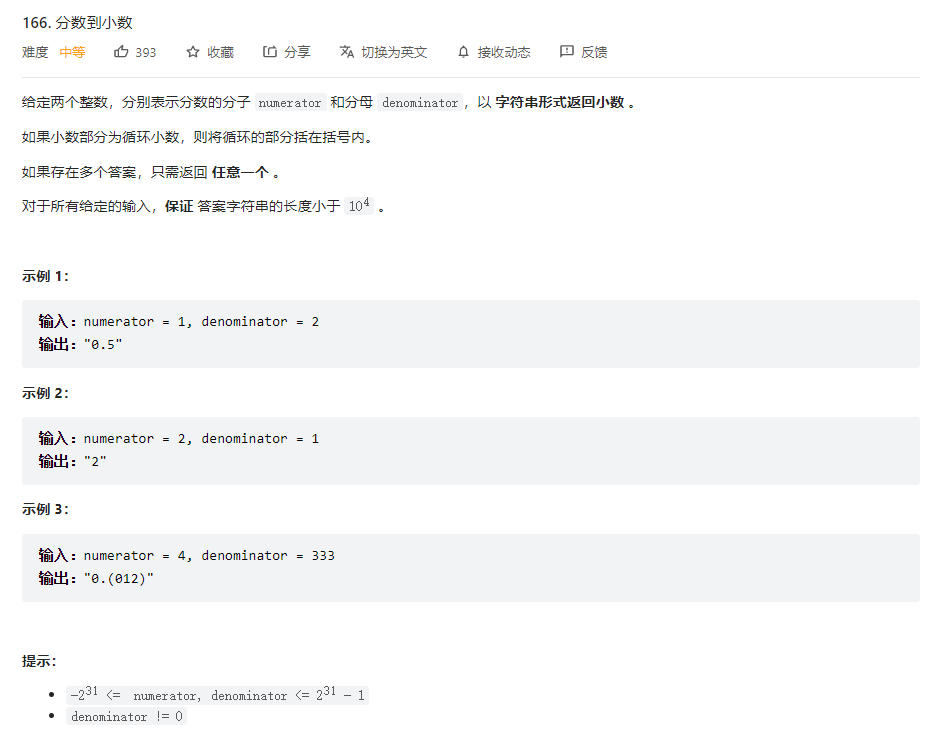 166. 分数到小数
难度 中等 393 收藏 分享 切换为英文 接收动态 反馈
给定两个整数，分别表示分数的分子 numerator 和分母 denominator，以 字符串形式返回小数 。
如果小数部分为循环小数，则将循环的部分括在括号内。
如果存在多个答案，只需返回 任意一个 。
对于所有给定的输入，保证 答案字符串的长度小于 10⁴ 。
示例 1：
输入：numerator = 1, denominator = 2
输出："0.5"
示例 2：
输入：numerator = 2, denominator = 1
输出："2"
示例 3：
输入：numerator = 4, denominator = 333
输出："0.(012)"
提示：
• −2³¹ <= numerator, denominator <= 2³¹ − 1
• denominator != 0